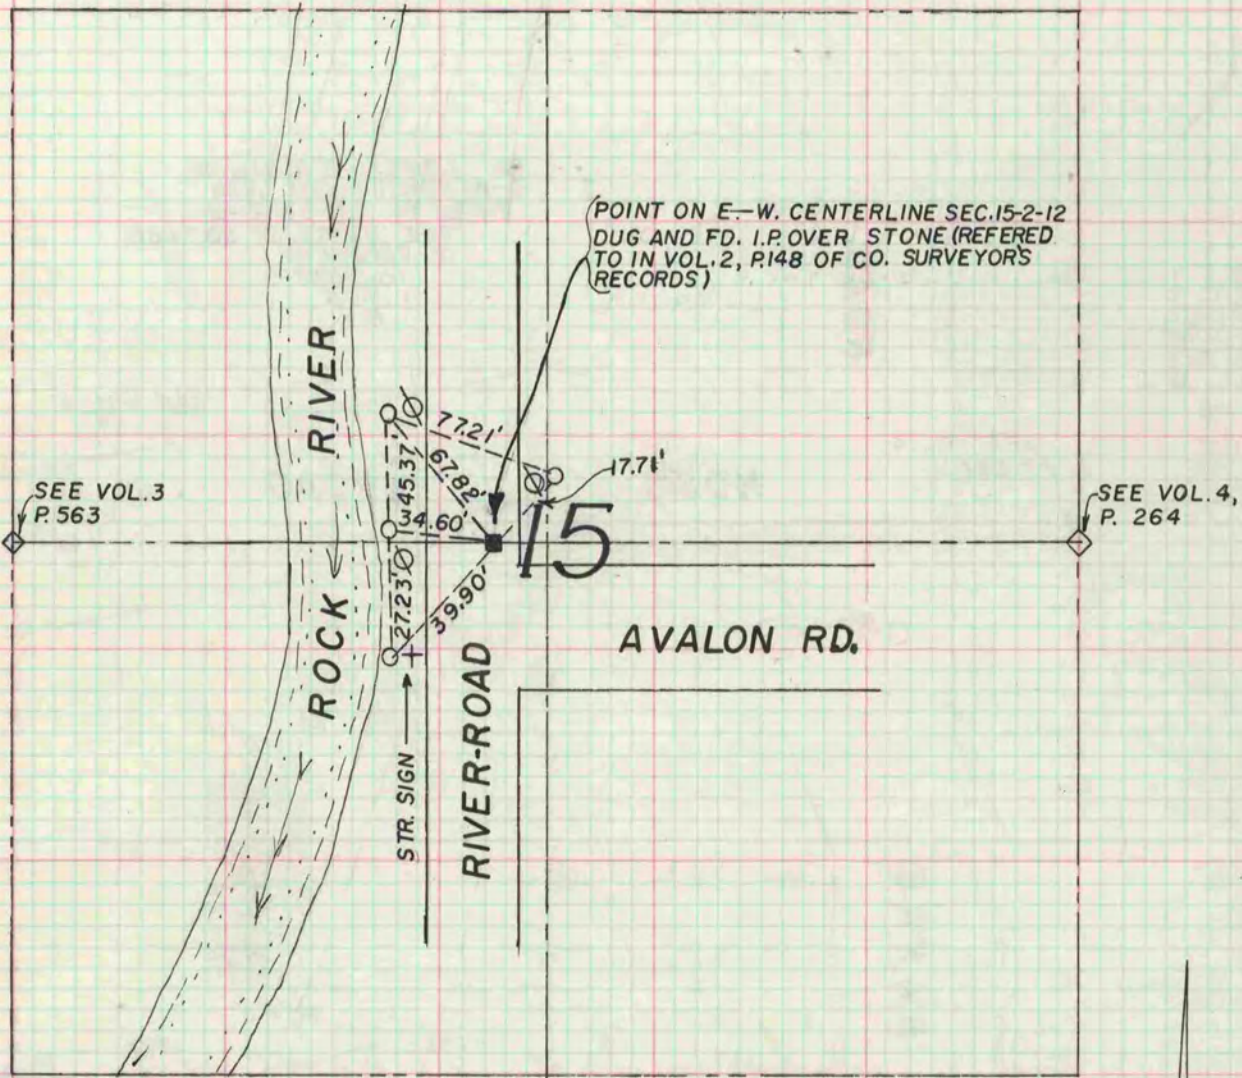 POINT ON E.-W. CENTERLINE SEC.15-2-12
DUG AND FD. I.P. OVER STONE (REFERED
TO IN VOL.2, P.148 OF CO. SURVEYOR'S
RECORDS)
ROCK RIVER
77.21'
67.82'
45.37'
17.71'
SEE VOL.3
P. 563
34.60'
15
SEE VOL.4,
P. 264
27.23'
39.90'
AVALON RD.
STR. SIGN
RIVER-ROAD